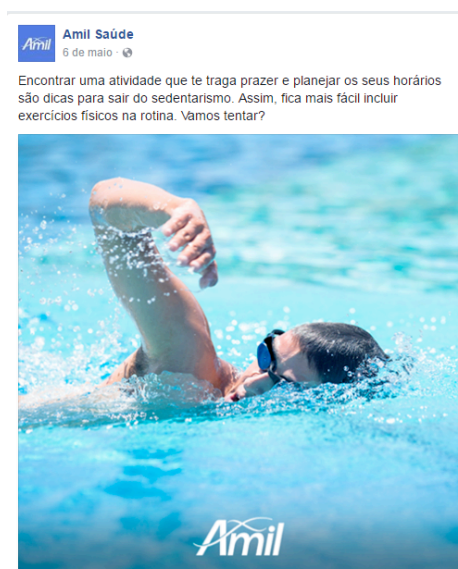 Amil
Amil Saúde
6 de maio ·
Encontrar uma atividade que te traga prazer e planejar os seus horários
são dicas para sair do sedentarismo. Assim, fica mais fácil incluir
exercícios físicos na rotina. Vamos tentar?
Amil